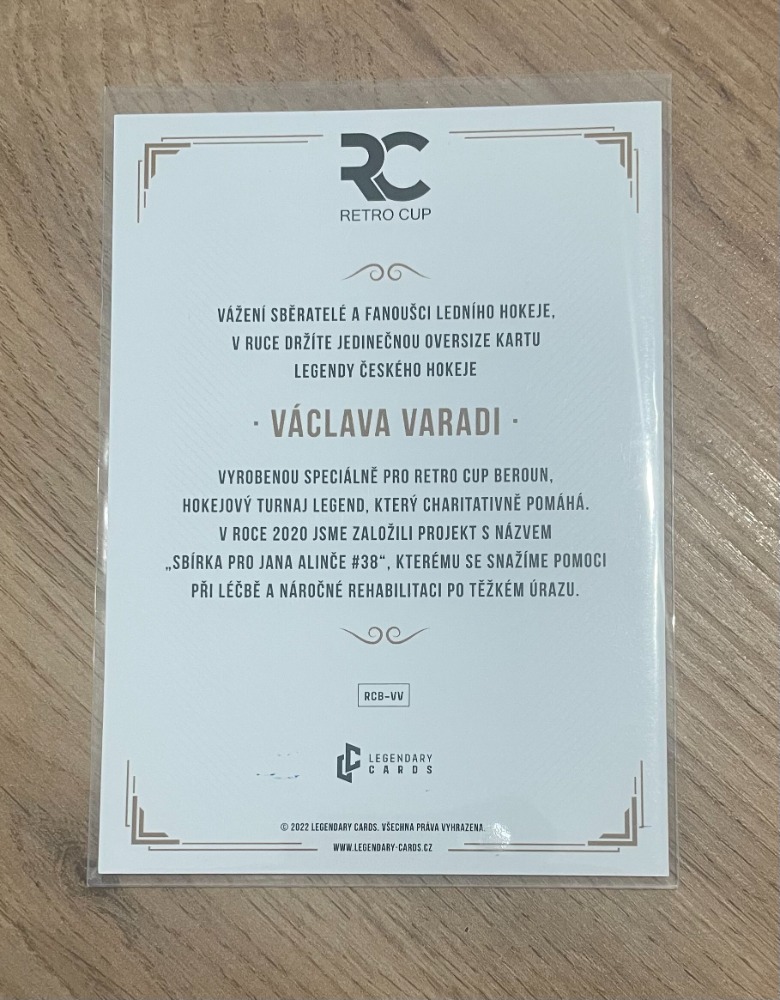 RC
RETRO CUP
VÁŽENÍ SBĚRATELÉ A FANOUŠCI LEDNÍHO HOKEJE,
V RUCE DRŽÍTE JEDINEČNOU OVERSIZE KARTU
LEGENDY ČESKÉHO HOKEJE
· VÁCLAVA VARADI ·
VYROBENOU SPECIÁLNĚ PRO RETRO CUP BEROUN,
HOKEJOVÝ TURNAJ LEGEND, KTERÝ CHARITATIVNĚ POMÁHÁ.
V ROCE 2020 JSME ZALOŽILI PROJEKT S NÁZVEM
„SBÍRKA PRO JANA ALINČE #38“, KTERÉMU SE SNAŽÍME POMOCI
PŘI LÉČBĚ A NÁROČNÉ REHABILITACI PO TĚŽKÉM ÚRAZU.
RCB-VV
LC LEGENDARY
CARDS
© 2022 LEGENDARY CARDS. VŠECHNA PRÁVA VYHRAZENA.
WWW.LEGENDARY-CARDS.CZ